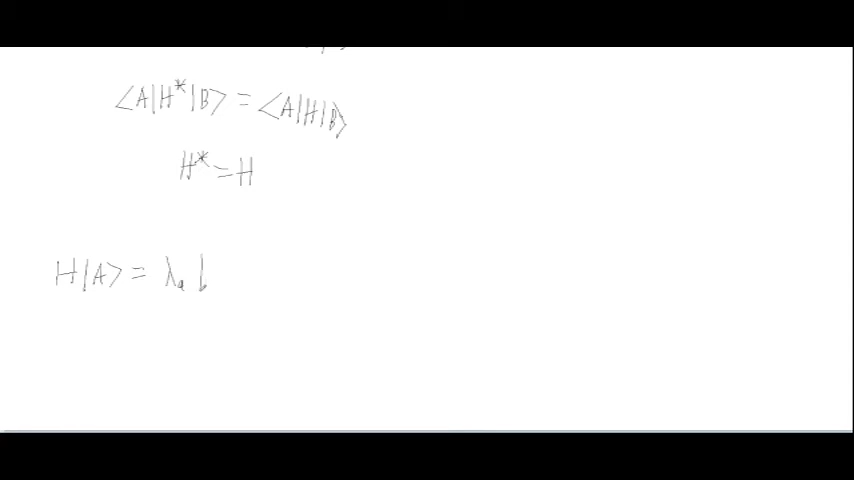 ⟨A|H*|B⟩ = ⟨A|H|B⟩
H* = H
H|A⟩ = λₐ |